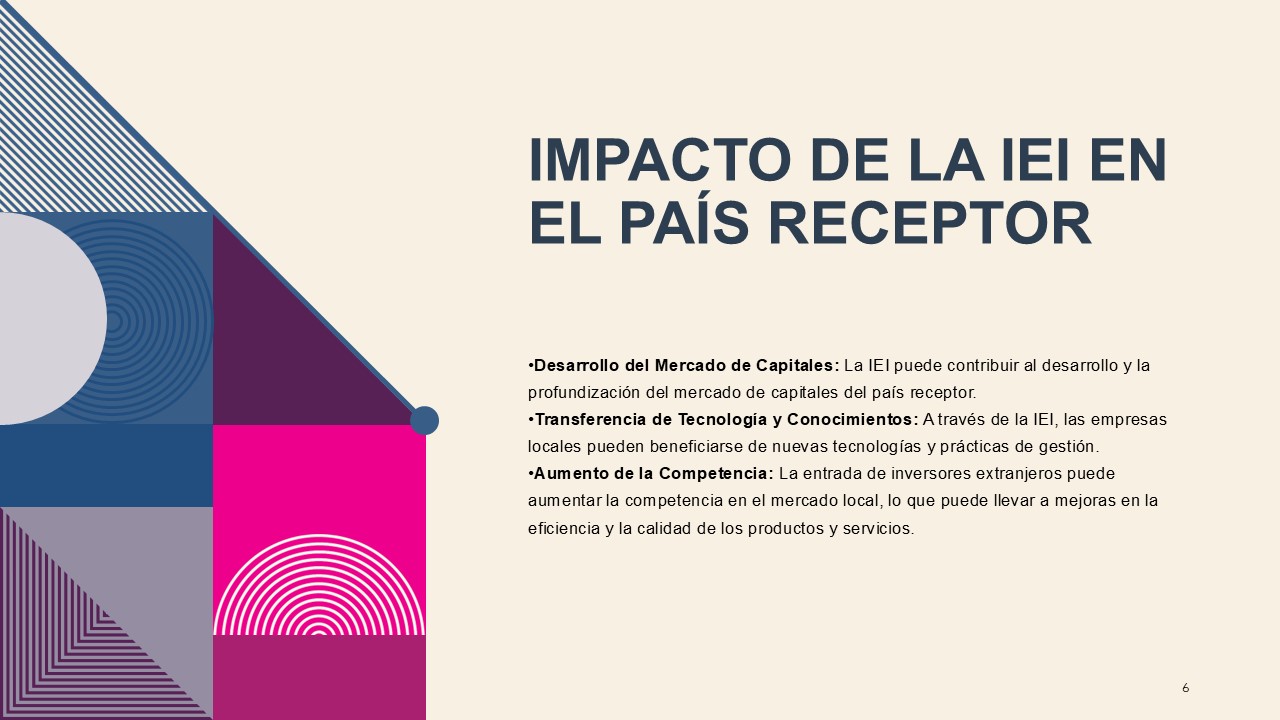 IMPACTO DE LA IEI EN
EL PAÍS RECEPTOR
•Desarrollo del Mercado de Capitales: La IEI puede contribuir al desarrollo y la
profundización del mercado de capitales del país receptor.
•Transferencia de Tecnología y Conocimientos: A través de la IEI, las empresas
locales pueden beneficiarse de nuevas tecnologías y prácticas de gestión.
•Aumento de la Competencia: La entrada de inversores extranjeros puede
aumentar la competencia en el mercado local, lo que puede llevar a mejoras en la
eficiencia y la calidad de los productos y servicios.
6